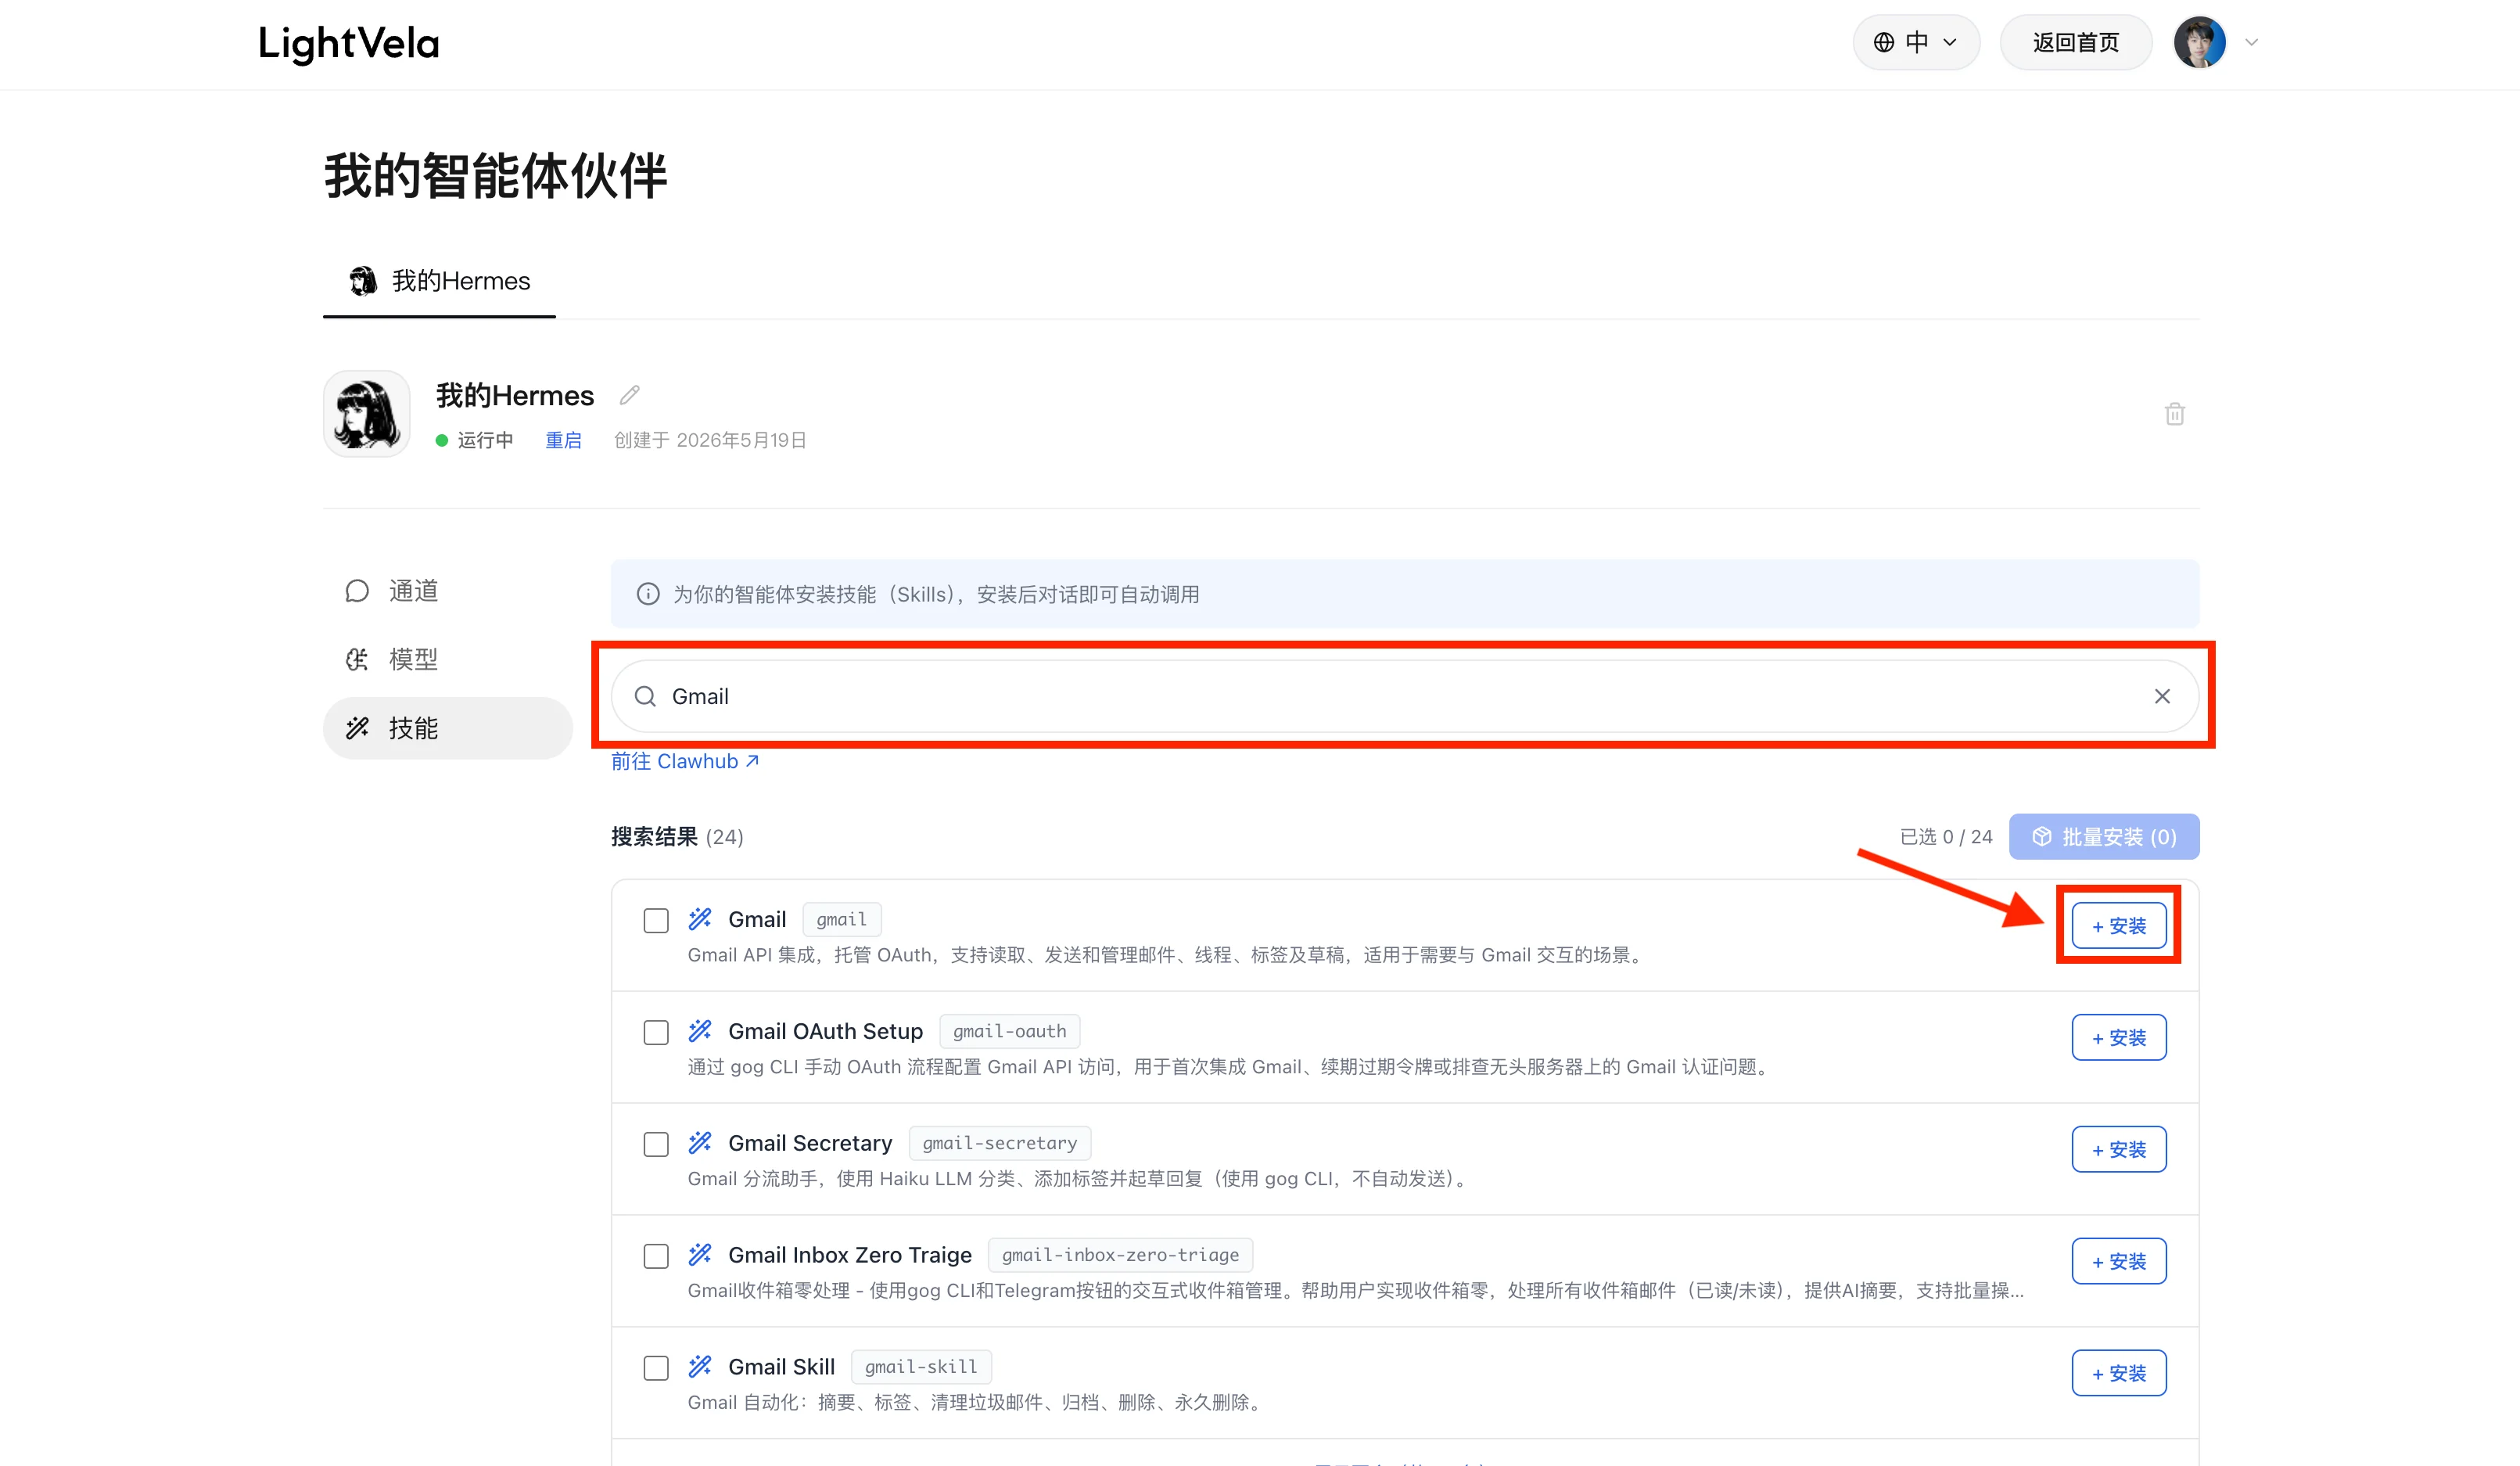 LightVela
中
返回首页
我的智能体伙伴
我的Hermes
我的Hermes
运行中 重启 创建于 2026年5月19日
通道
模型
技能
为你的智能体安装技能（Skills），安装后对话即可自动调用
Gmail
前往 Clawhub ↗
搜索结果 (24)
已选 0 / 24
批量安装 (0)
Gmail gmail
+ 安装
Gmail API 集成，托管 OAuth，支持读取、发送和管理邮件、线程、标签及草稿，适用于需要与 Gmail 交互的场景。
Gmail OAuth Setup gmail-oauth
+ 安装
通过 gog CLI 手动 OAuth 流程配置 Gmail API 访问，用于首次集成 Gmail、续期过期令牌或排查无头服务器上的 Gmail 认证问题。
Gmail Secretary gmail-secretary
+ 安装
Gmail 分流助手，使用 Haiku LLM 分类、添加标签并起草回复（使用 gog CLI，不自动发送）。
Gmail Inbox Zero Traige gmail-inbox-zero-triage
+ 安装
Gmail收件箱零处理 - 使用gog CLI和Telegram按钮的交互式收件箱管理。帮助用户实现收件箱零，处理所有收件箱邮件（已读/未读），提供AI摘要，支持批量操...
Gmail Skill gmail-skill
+ 安装
Gmail 自动化：摘要、标签、清理垃圾邮件、归档、删除、永久删除。